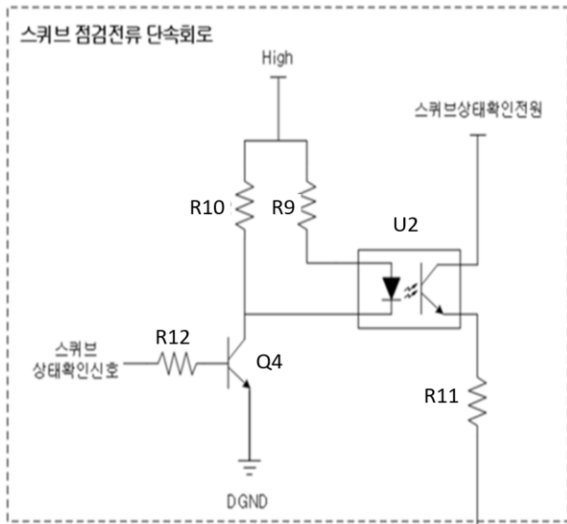 스퀴브 점검전류 단속회로
High
스퀴브상태확인전원
R10
R9
U2
스퀴브
상태확인신호
R12
Q4
R11
DGND